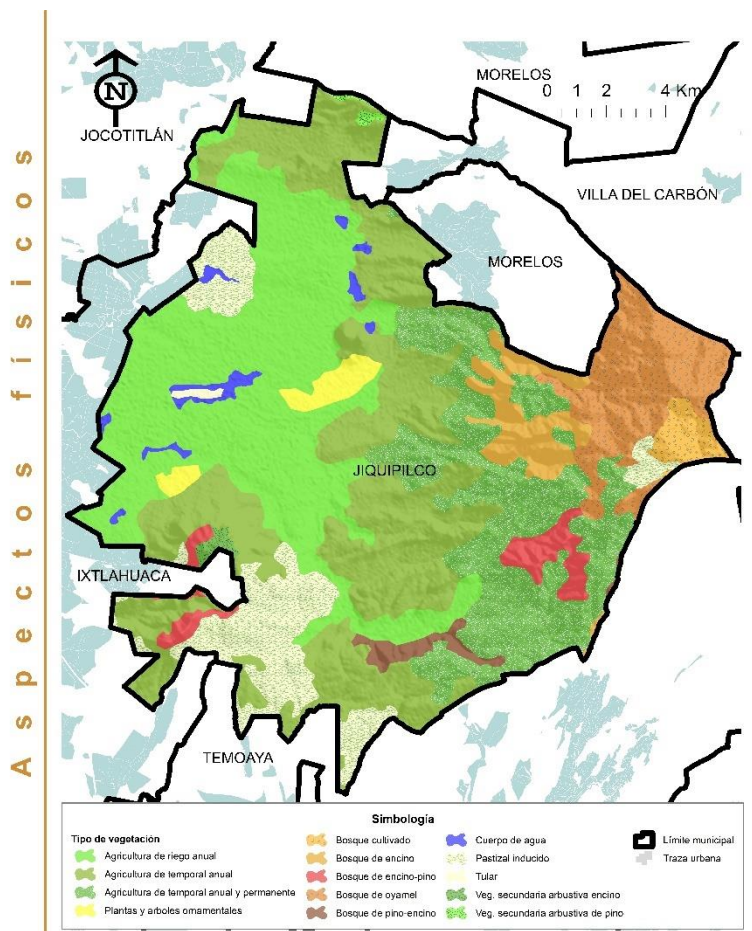 Aspectos físicos
N
MORELOS
0 1 2 4 Km
JOCOTITLÁN
VILLA DEL CARBÓN
MORELOS
JIQUIPILCO
IXTLAHUACA
TEMOAYA
Simbología
Tipo de vegetación
Agricultura de riego anual
Agricultura de temporal anual
Agricultura de temporal anual y permanente
Plantas y arboles ornamentales
Bosque cultivado
Bosque de encino
Bosque de encino-pino
Bosque de oyamel
Bosque de pino-encino
Cuerpo de agua
Pastizal inducido
Tular
Veg. secundaria arbustiva encino
Veg. secundaria arbustiva de pino
Límite municipal
Traza urbana